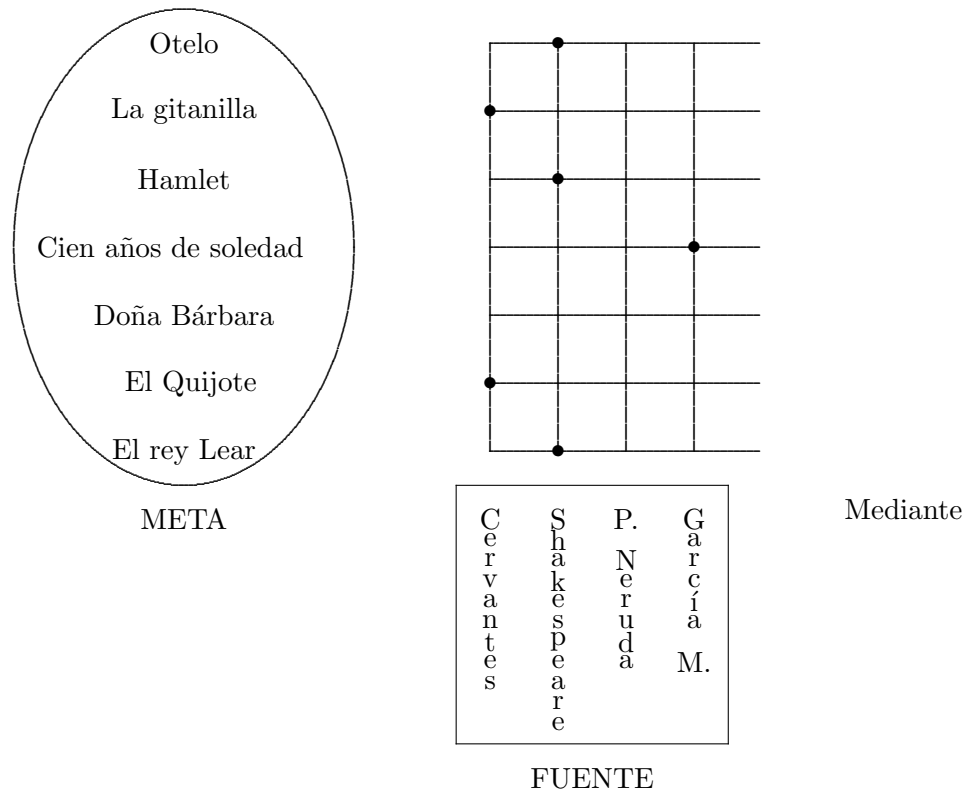 Otelo
La gitanilla
Hamlet
Cien años de soledad
Doña Bárbara
El Quijote
El rey Lear
META
Cervantes
Shakespeare
P. Neruda
García M.
Mediante
FUENTE